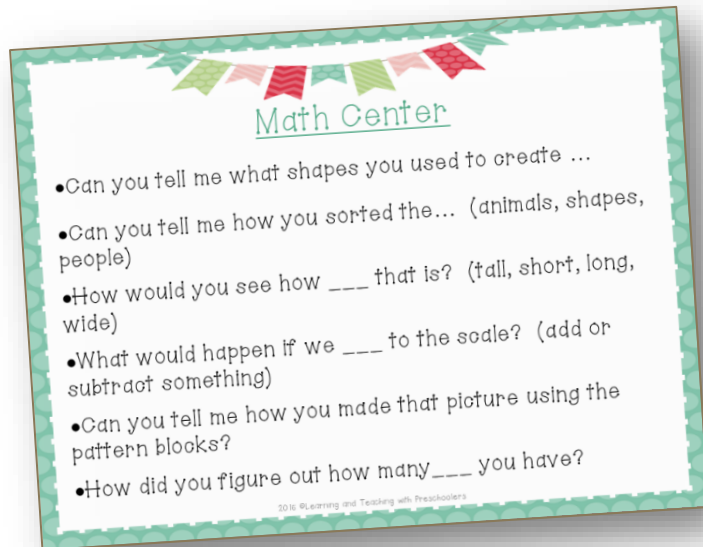 Math Center
•Can you tell me what shapes you used to create ...
•Can you tell me how you sorted the... (animals, shapes,
people)
•How would you see how ___ that is? (tall, short, long,
wide)
•What would happen if we ___ to the scale? (add or
subtract something)
•Can you tell me how you made that picture using the
pattern blocks?
•How did you figure out how many___ you have?
2016 ©Learning and Teaching with Preschoolers